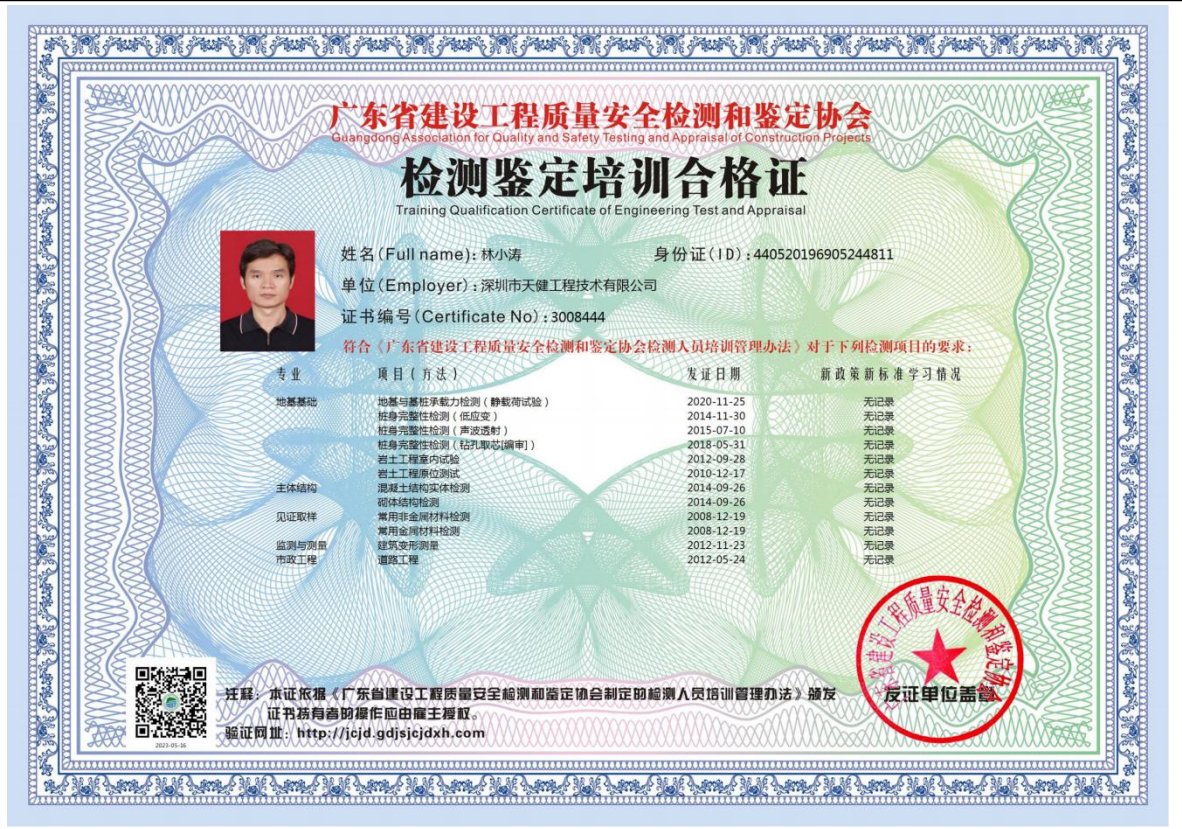 广东省建设工程质量安全检测和鉴定协会
Guangdong Association for Quality and Safety Testing and Appraisal of Construction Projects
检测鉴定培训合格证
Training Qualification Certificate of Engineering Test and Appraisal
姓名(Full name)：林小涛 身份证(ID)：440520196905244811
单位(Employer)：深圳市天健工程技术有限公司
证书编号(Certificate No)：3008444
符合《广东省建设工程质量安全检测和鉴定协会检测人员培训管理办法》对于下列检测项目的要求：
专业 项目(方法) 发证日期 新政策新标准学习情况
地基基础 地基与基桩承载力检测（静载荷试验） 2020-11-25 无记录
桩身完整性检测（低应变） 2014-11-30 无记录
桩身完整性检测（声波透射） 2015-07-10 无记录
桩身完整性检测（钻孔取芯[编审]） 2018-05-31 无记录
岩土工程室内试验 2012-09-28 无记录
岩土工程原位测试 2010-12-17 无记录
主体结构 混凝土结构实体检测 2014-09-26 无记录
砌体结构检测 2014-09-26 无记录
见证取样 常用非金属材料检测 2008-12-19 无记录
常用金属材料检测 2008-12-19 无记录
监测与测量 建筑变形测量 2012-11-23 无记录
市政工程 道路工程 2012-05-24 无记录
广东省建设工程质量安全检测和鉴定协会
发证单位盖章
注释：本证依据《广东省建设工程质量安全检测和鉴定协会制定的检测人员培训管理办法》颁发
证书持有者的操作应由雇主授权。
验证网址：http://jcjd.gdjsjcjdxh.com
2023-05-16